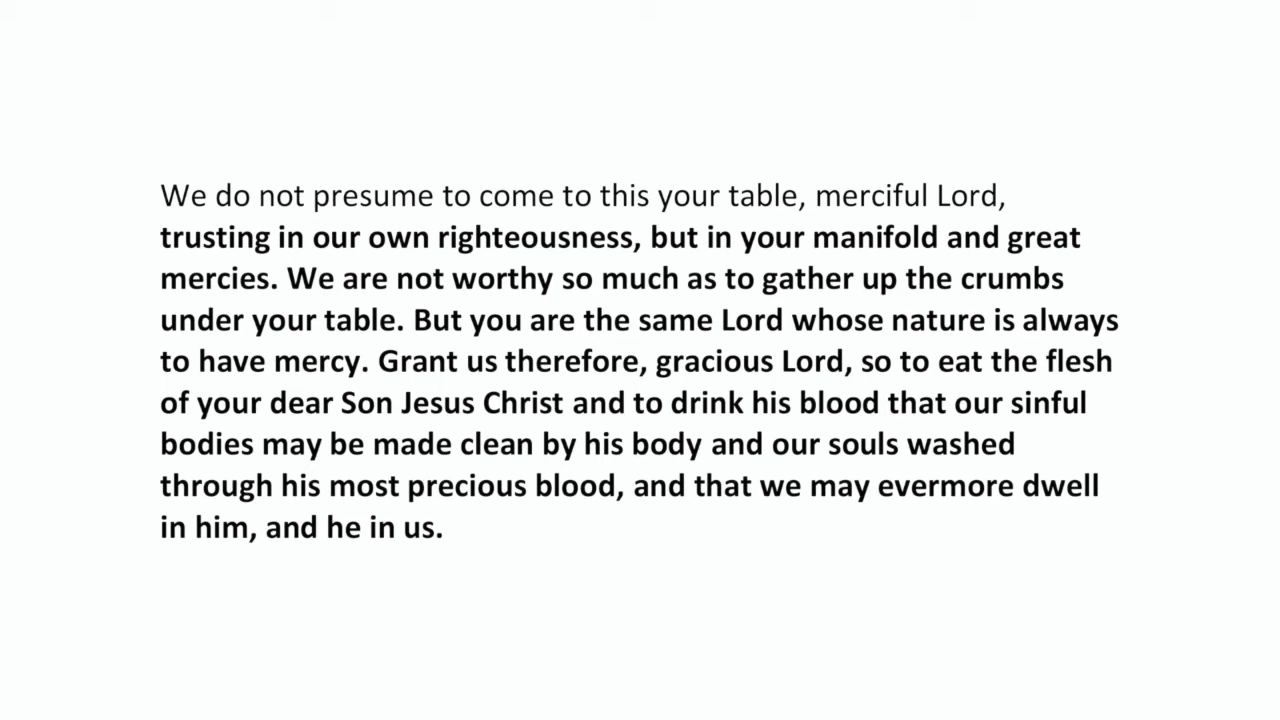 We do not presume to come to this your table, merciful Lord,
trusting in our own righteousness, but in your manifold and great
mercies. We are not worthy so much as to gather up the crumbs
under your table. But you are the same Lord whose nature is always
to have mercy. Grant us therefore, gracious Lord, so to eat the flesh
of your dear Son Jesus Christ and to drink his blood that our sinful
bodies may be made clean by his body and our souls washed
through his most precious blood, and that we may evermore dwell
in him, and he in us.